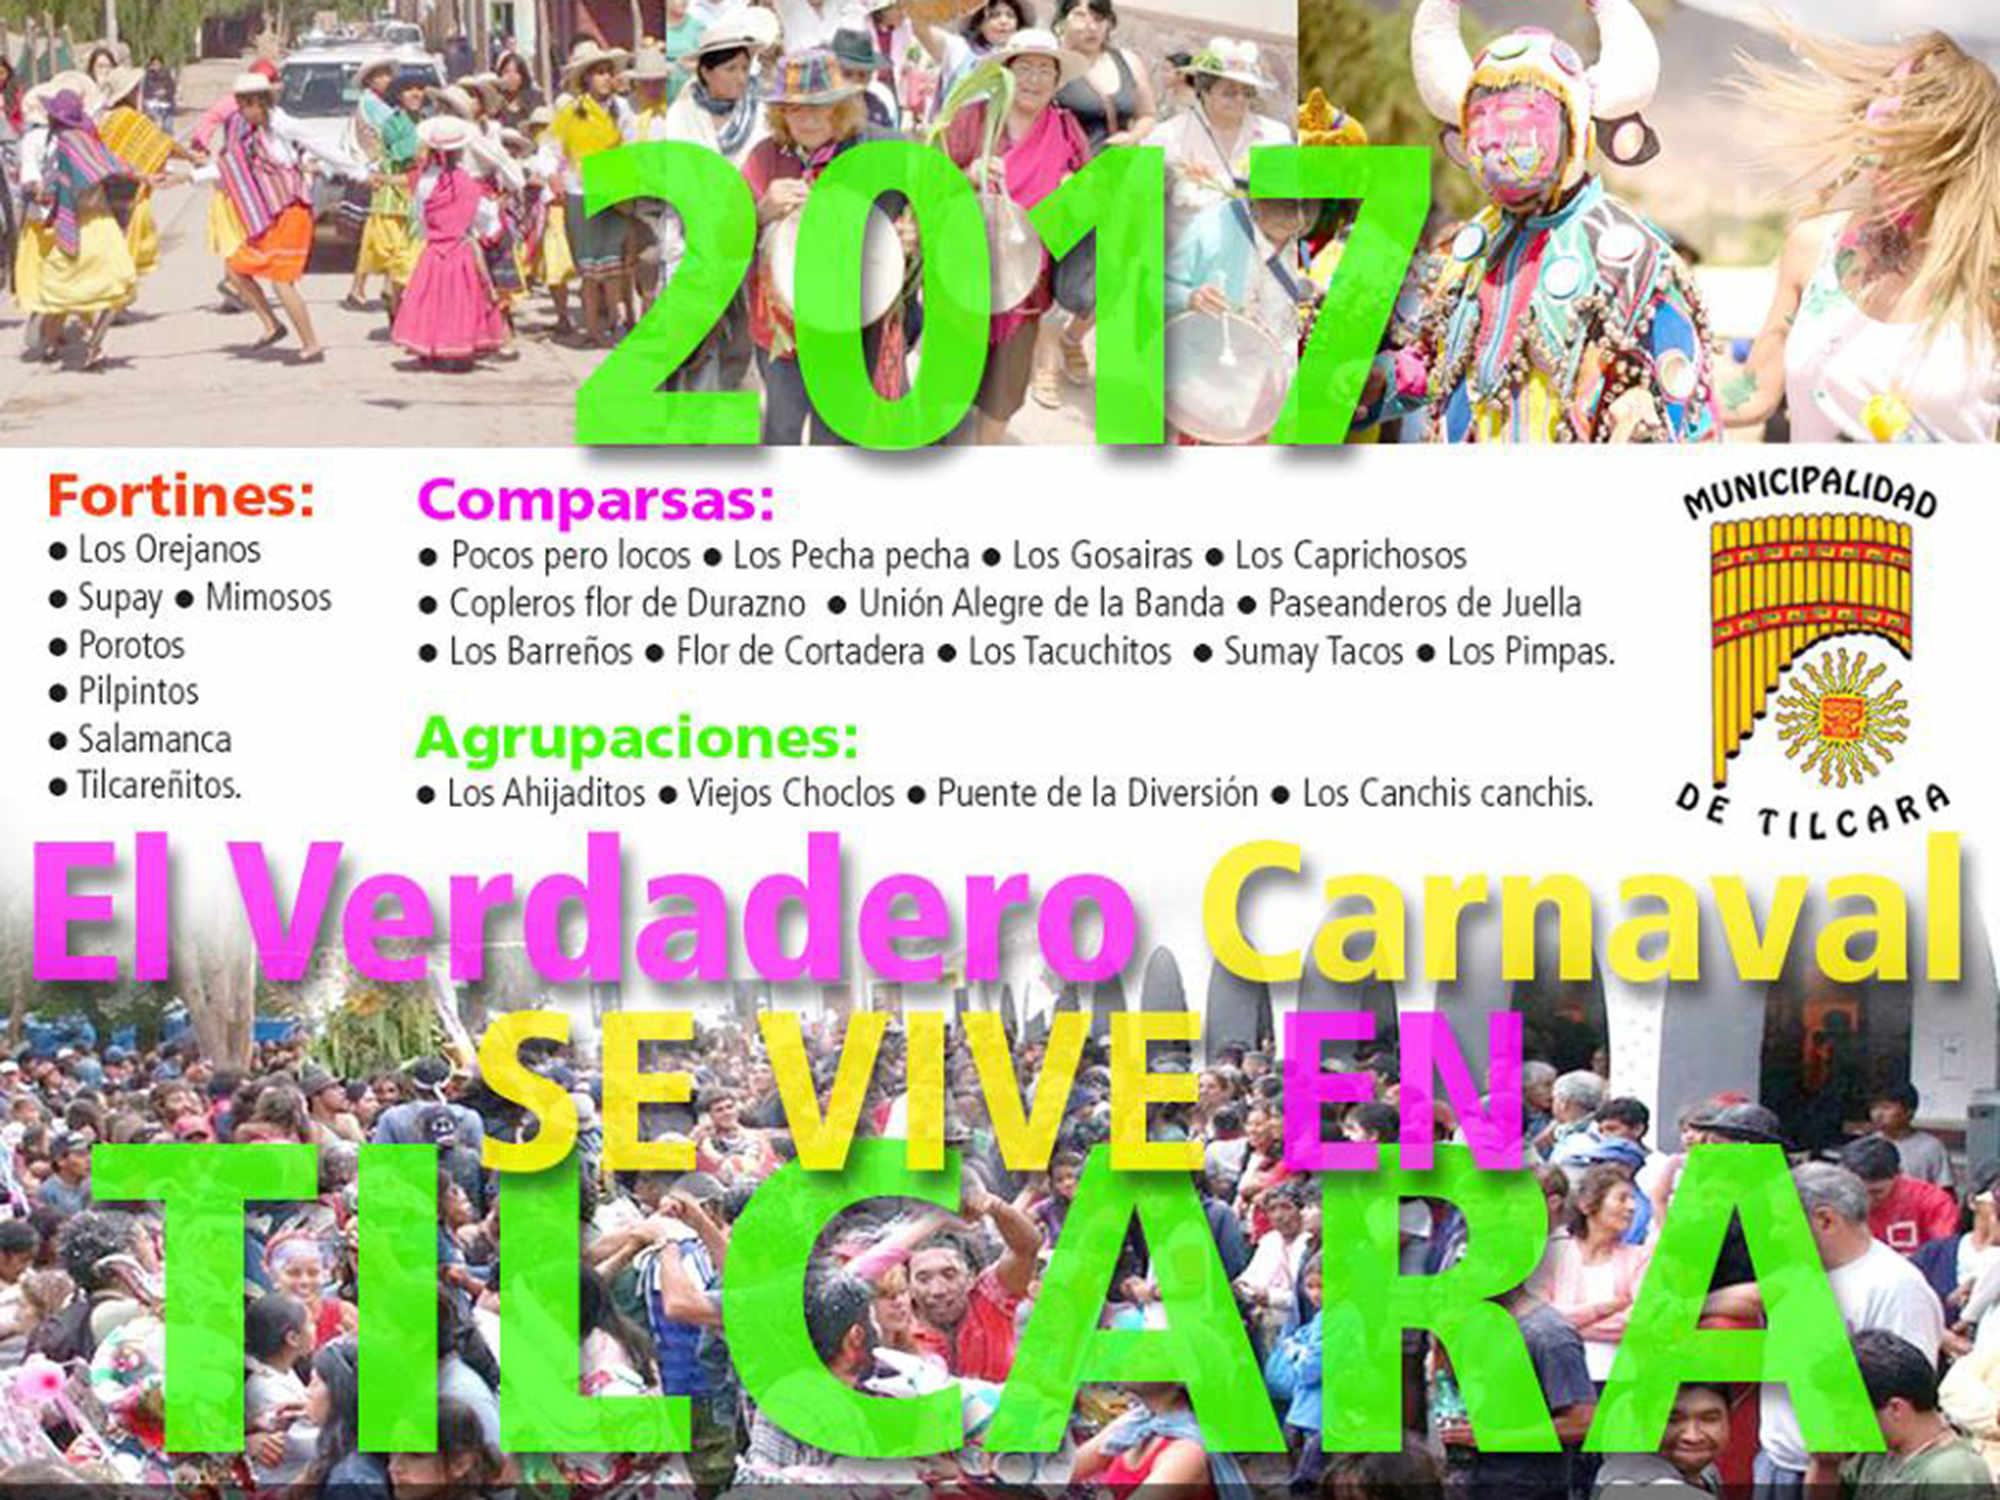 2017
Fortines:
● Los Orejanos
● Supay ● Mimosos
● Porotos
● Pilpintos
● Salamanca
● Tilcareñitos.
Comparsas:
● Pocos pero locos ● Los Pecha pecha ● Los Gosairas ● Los Caprichosos
● Copleros flor de Durazno ● Unión Alegre de la Banda ● Paseanderos de Juella
● Los Barreños ● Flor de Cortadera ● Los Tacuchitos ● Sumay Tacos ● Los Pimpas.
Agrupaciones:
● Los Ahijaditos ● Viejos Choclos ● Puente de la Diversión ● Los Canchis canchis.
MUNICIPALIDAD
DE TILCARA
El Verdadero Carnaval
SE VIVE EN
TILCARA